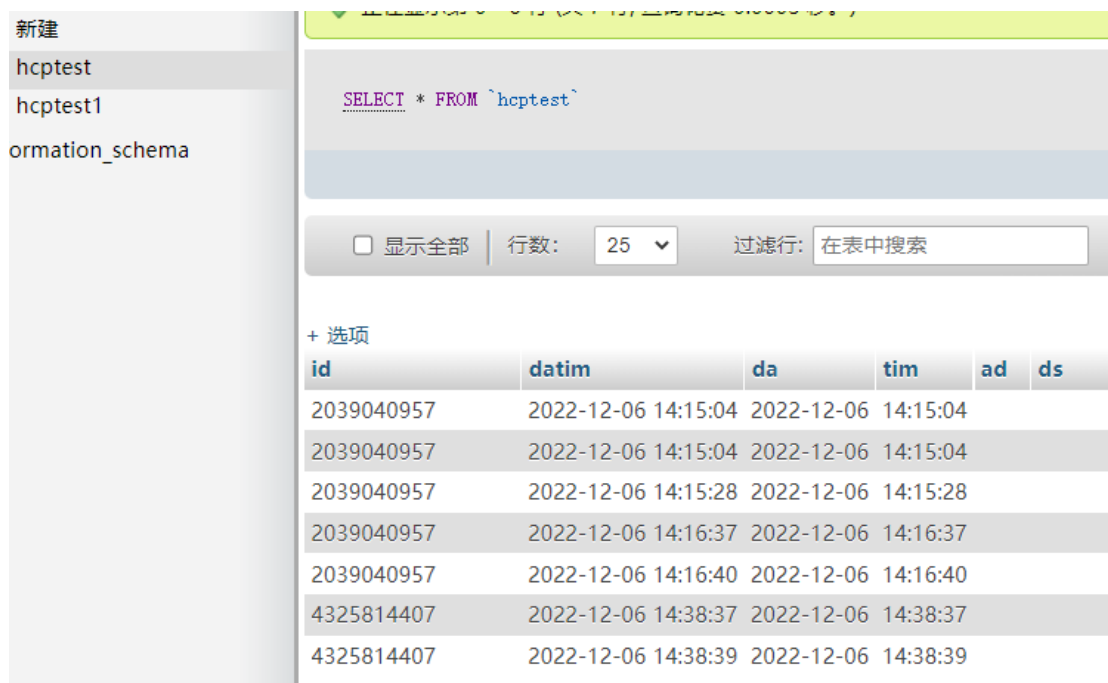 新建
hcptest
hcptest1
ormation_schema
SELECT * FROM `hcptest`
显示全部 行数: 25 过滤行: 在表中搜索
+ 选项
id datim da tim ad ds
2039040957 2022-12-06 14:15:04 2022-12-06 14:15:04
2039040957 2022-12-06 14:15:04 2022-12-06 14:15:04
2039040957 2022-12-06 14:15:28 2022-12-06 14:15:28
2039040957 2022-12-06 14:16:37 2022-12-06 14:16:37
2039040957 2022-12-06 14:16:40 2022-12-06 14:16:40
4325814407 2022-12-06 14:38:37 2022-12-06 14:38:37
4325814407 2022-12-06 14:38:39 2022-12-06 14:38:39